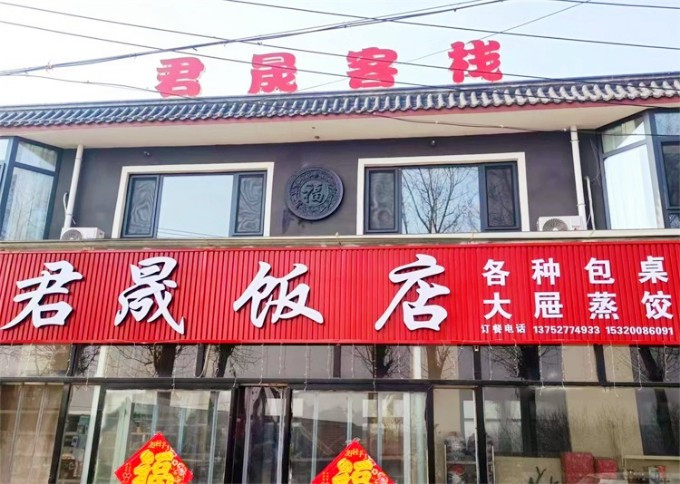 君晟客栈
福
君晟饭店
各种包桌
大屉蒸饺
订餐电话 13752774933 15320086091
福
福